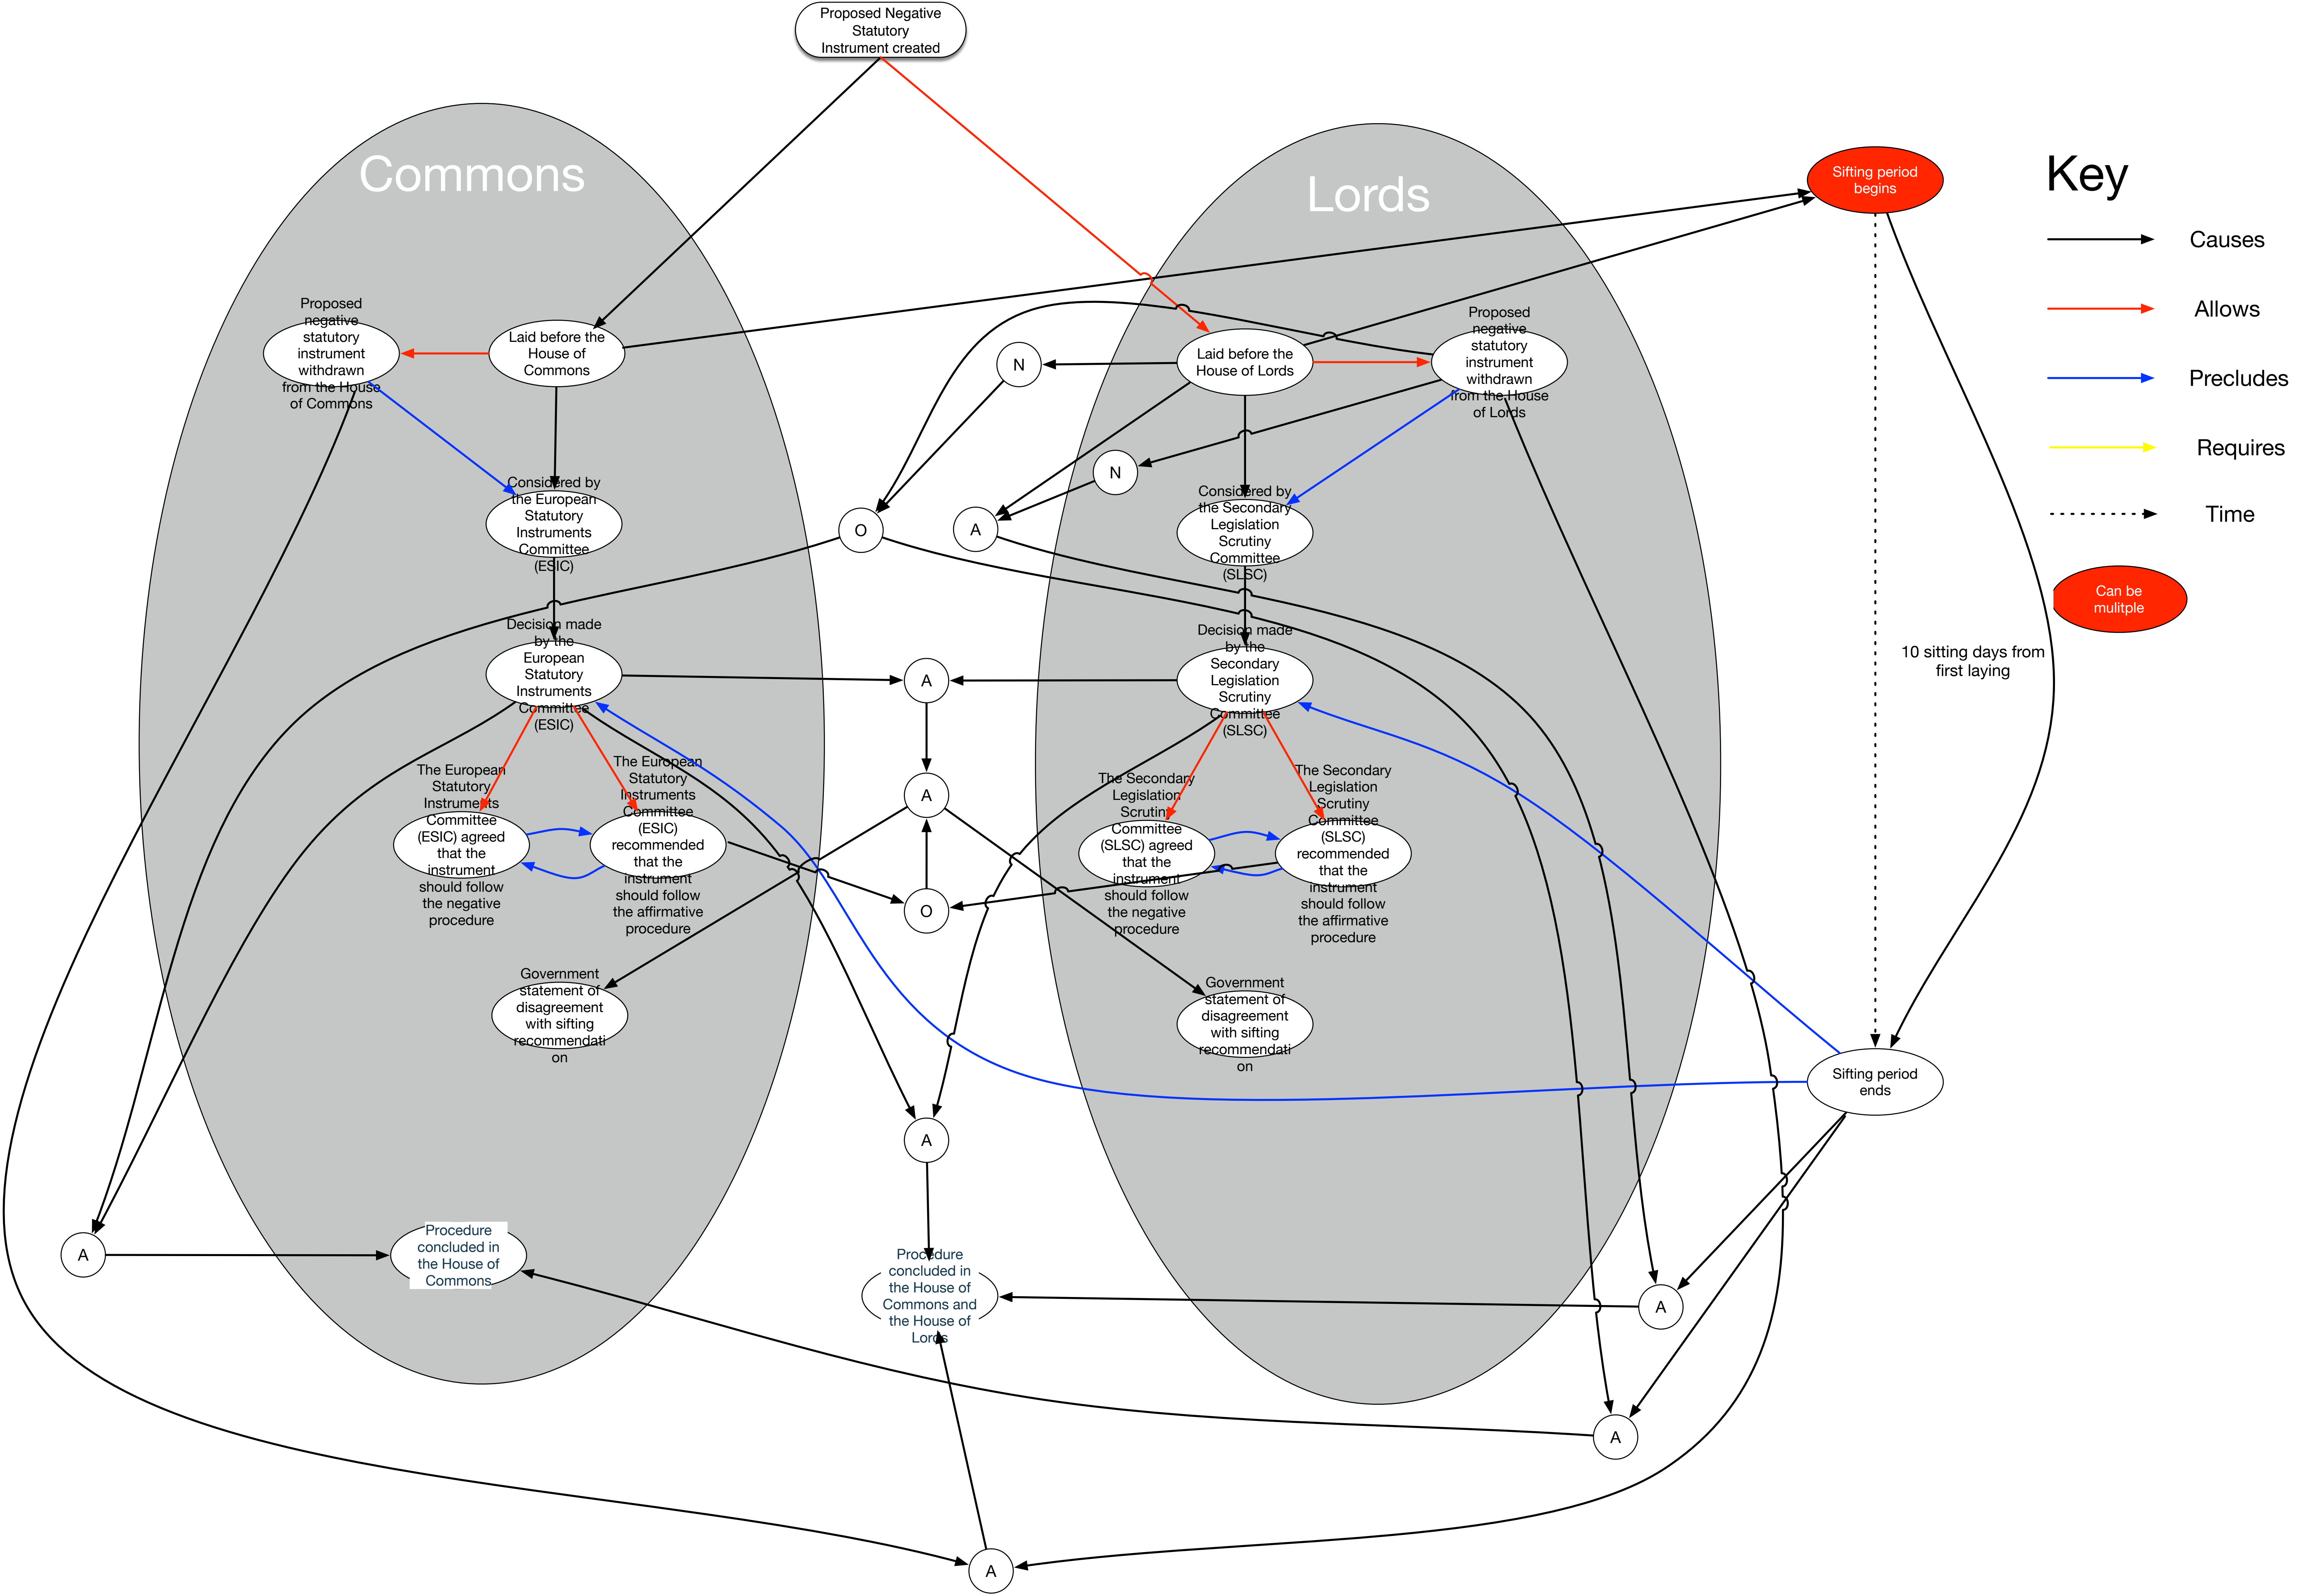 Proposed Negative
Statutory
Instrument created
Commons
Lords
Sifting period
begins
Key
Causes
Allows
Precludes
Requires
Time
Can be
mulitple
Proposed
negative
statutory
instrument
withdrawn
from the House
of Commons
Laid before the
House of
Commons
N
Laid before the
House of Lords
Proposed
negative
statutory
instrument
withdrawn
from the House
of Lords
N
Considered by
the European
Statutory
Instruments
Committee
(ESIC)
O
A
Considered by
the Secondary
Legislation
Scrutiny
Committee
(SLSC)
Decision made
by the
European
Statutory
Instruments
Committee
(ESIC)
A
Decision made
by the
Secondary
Legislation
Scrutiny
Committee
(SLSC)
10 sitting days from
first laying
The European
Statutory
Instruments
Committee
(ESIC) agreed
that the
instrument
should follow
the negative
procedure
The European
Statutory
Instruments
Committee
(ESIC)
recommended
that the
instrument
should follow
the affirmative
procedure
A
O
The Secondary
Legislation
Scrutiny
Committee
(SLSC) agreed
that the
instrument
should follow
the negative
procedure
The Secondary
Legislation
Scrutiny
Committee
(SLSC)
recommended
that the
instrument
should follow
the affirmative
procedure
Government
statement of
disagreement
with sifting
recommendati
on
Government
statement of
disagreement
with sifting
recommendati
on
Sifting period
ends
A
A
Procedure
concluded in
the House of
Commons
Procedure
concluded in
the House of
Commons and
the House of
Lords
A
A
A